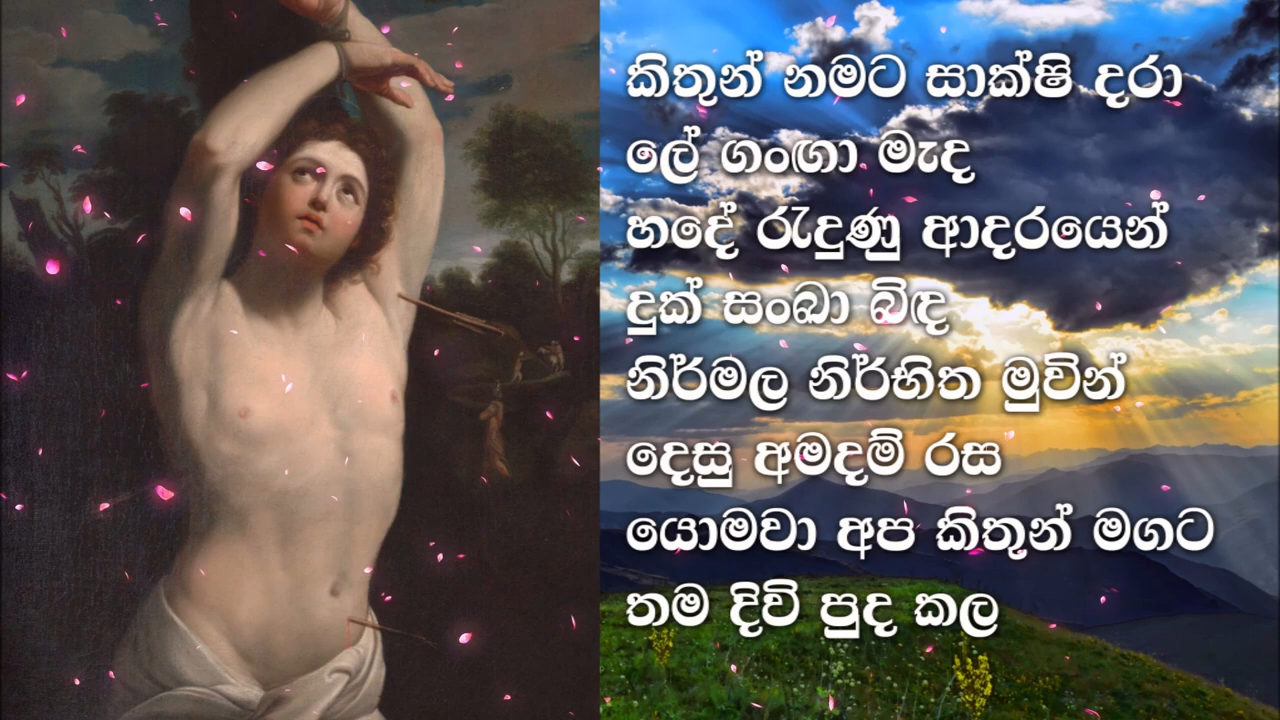 කිතුන් නමට සාක්ෂි දරා
ලේ ගංඟා මැද
හදේ රැඳුණු ආදරයෙන්
දුක් සංඛා බිඳ
නිර්මල නිර්භිත මුවින්
දෙසු අමදම් රස
යොමවා අප කිතුන් මගට
තම දිවි පුද කල